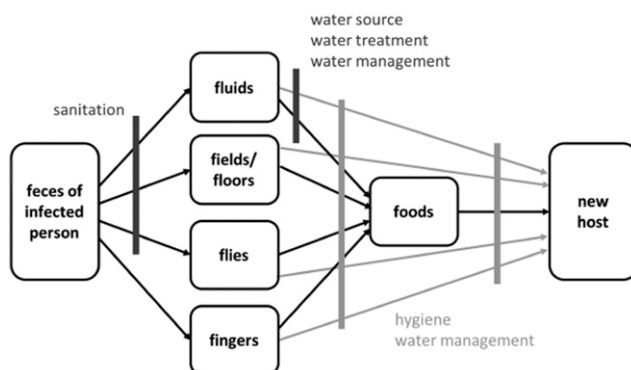 water source
water treatment
water management
sanitation
fluids
fields/
floors
feces of
infected
person
flies
fingers
foods
new
host
hygiene
water management